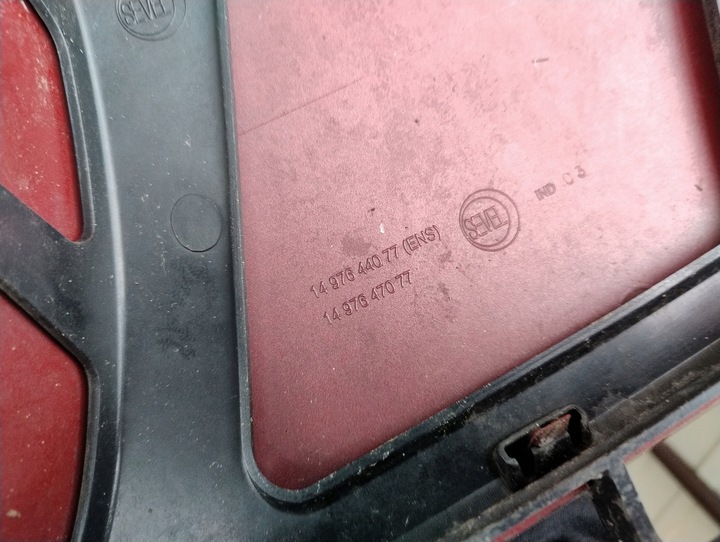 SEVEL
SEVEL
IND C 3
14 976 440 77 (ENS)
14 976 470 77